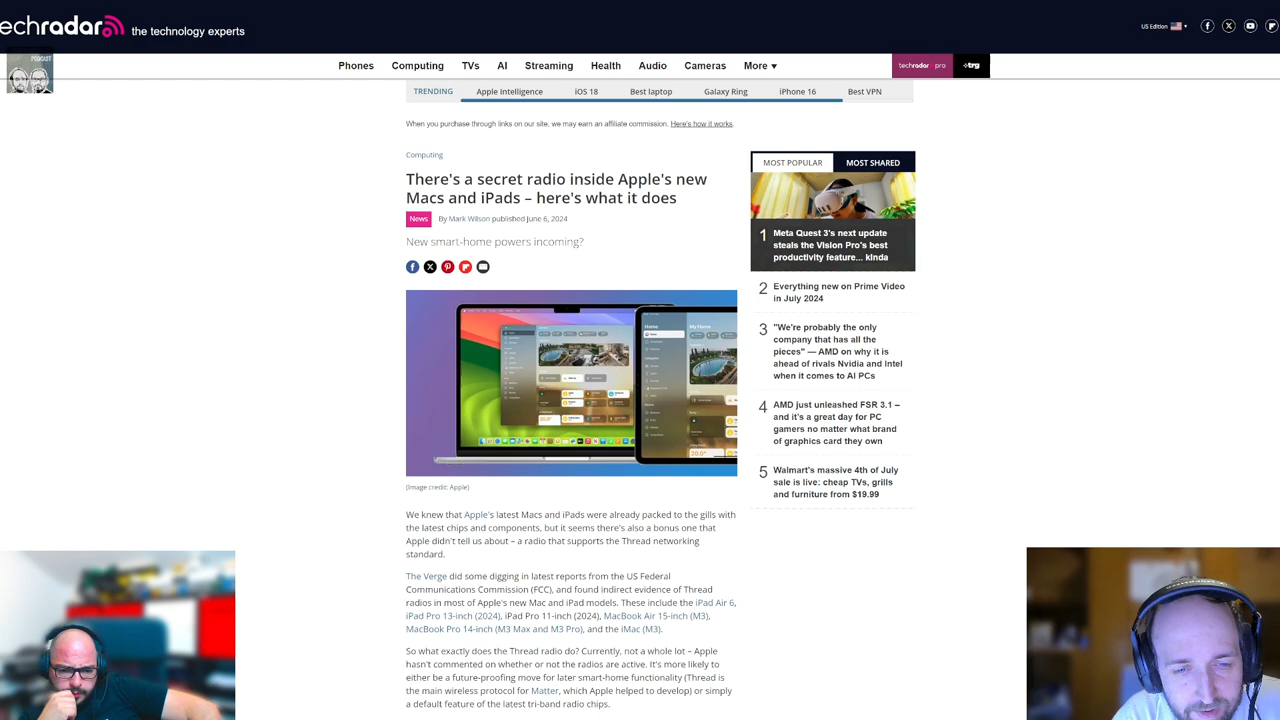 echradar
the technology experts
US Edition
PODCAST
Phones
Computing
TVs
AI
Streaming
Health
Audio
Cameras
More
techradar pro
+trg
TRENDING
Apple Intelligence
iOS 18
Best laptop
Galaxy Ring
iPhone 16
Best VPN
When you purchase through links on our site, we may earn an affiliate commission. Here's how it works.
Computing
There's a secret radio inside Apple's new
Macs and iPads – here's what it does
News
By Mark Wilson published June 6, 2024
New smart-home powers incoming?
(Image credit: Apple)
We knew that Apple's latest Macs and iPads were already packed to the gills with
the latest chips and components, but it seems there's also a bonus one that
Apple didn't tell us about – a radio that supports the Thread networking
standard.
The Verge did some digging in latest reports from the US Federal
Communications Commission (FCC), and found indirect evidence of Thread
radios in most of Apple's new Mac and iPad models. These include the iPad Air 6,
iPad Pro 13-inch (2024), iPad Pro 11-inch (2024), MacBook Air 15-inch (M3),
MacBook Pro 14-inch (M3 Max and M3 Pro), and the iMac (M3).
So what exactly does the Thread radio do? Currently, not a whole lot – Apple
hasn't commented on whether or not the radios are active. It's more likely to
either be a future-proofing move for later smart-home functionality (Thread is
the main wireless protocol for Matter, which Apple helped to develop) or simply
a default feature of the latest tri-band radio chips.
MOST POPULAR
MOST SHARED
1
Meta Quest 3's next update
steals the Vision Pro's best
productivity feature... kinda
2
Everything new on Prime Video
in July 2024
3
"We're probably the only
company that has all the
pieces" — AMD on why it is
ahead of rivals Nvidia and Intel
when it comes to AI PCs
4
AMD just unleashed FSR 3.1 –
and it's a great day for PC
gamers no matter what brand
of graphics card they own
5
Walmart's massive 4th of July
sale is live: cheap TVs, grills
and furniture from $19.99
Home
My Home